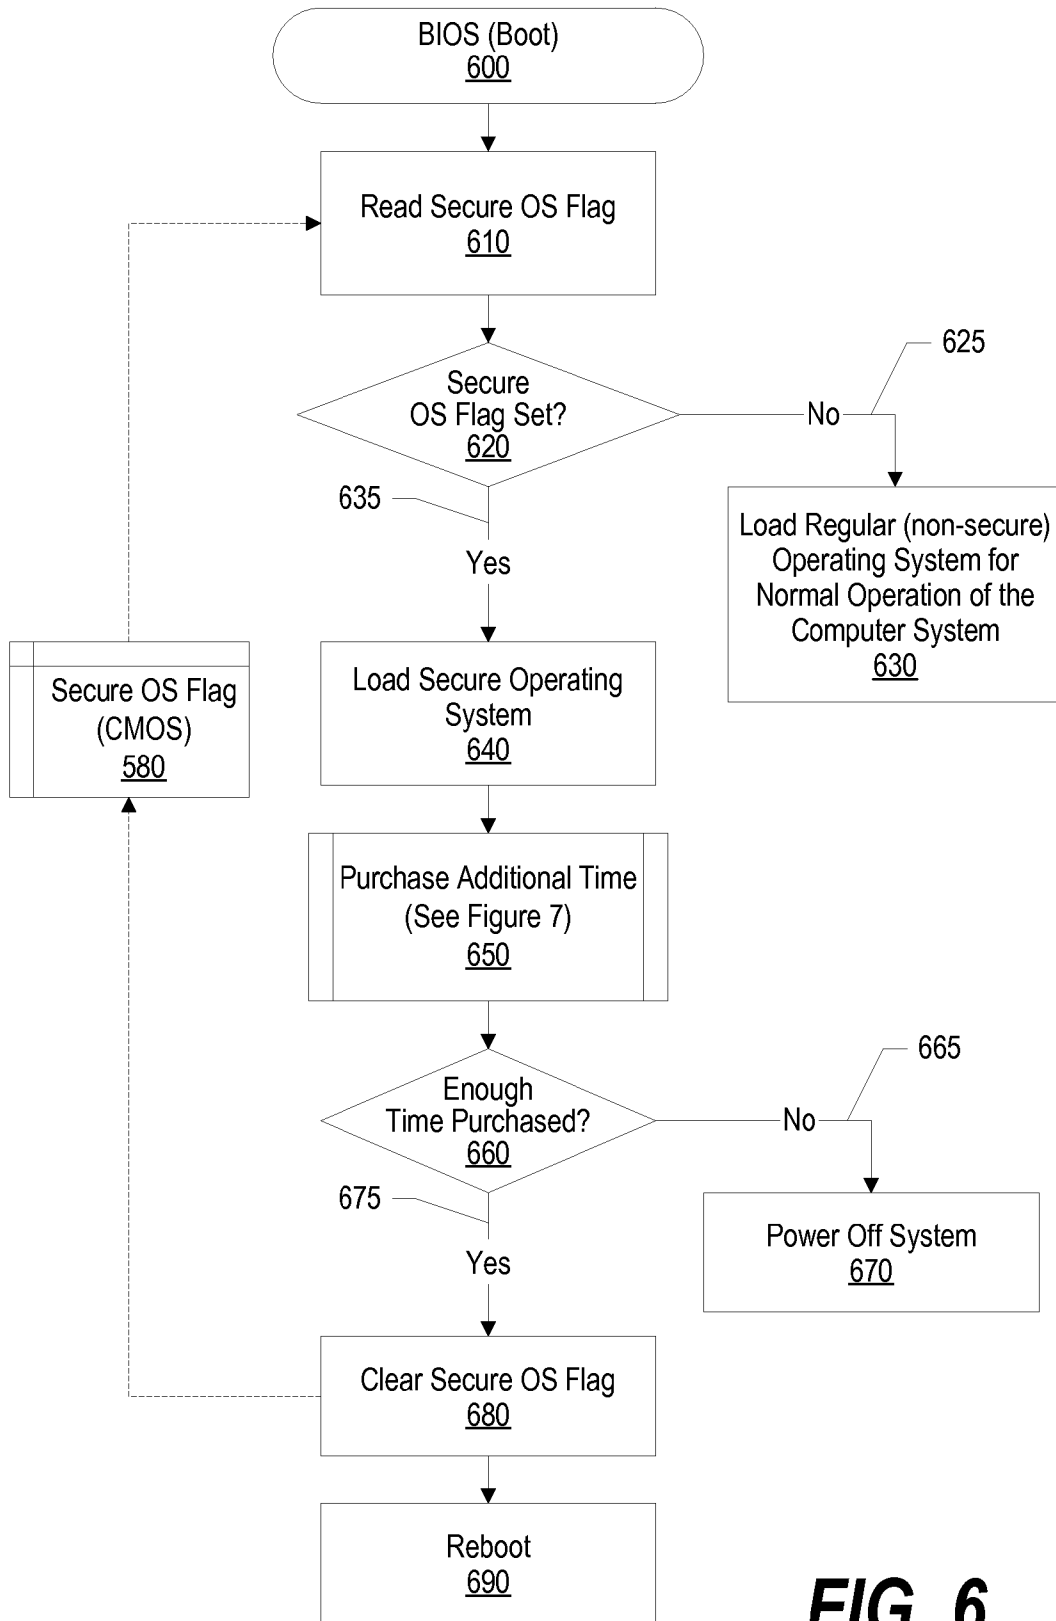 BIOS (Boot)
600
Read Secure OS Flag
610
625
Secure
OS Flag Set?
620
No
635
Yes
Load Regular (non-secure)
Operating System for
Normal Operation of the
Computer System
630
Secure OS Flag
(CMOS)
580
Load Secure Operating
System
640
Purchase Additional Time
(See Figure 7)
650
665
Enough
Time Purchased?
660
No
675
Yes
Power Off System
670
Clear Secure OS Flag
680
Reboot
690
FIG. 6